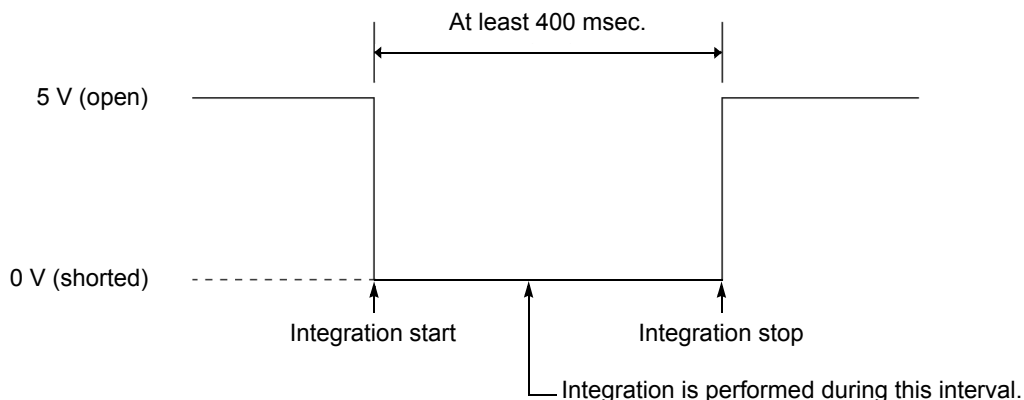 At least 400 msec.
5 V (open)
0 V (shorted)
Integration start
Integration stop
Integration is performed during this interval.